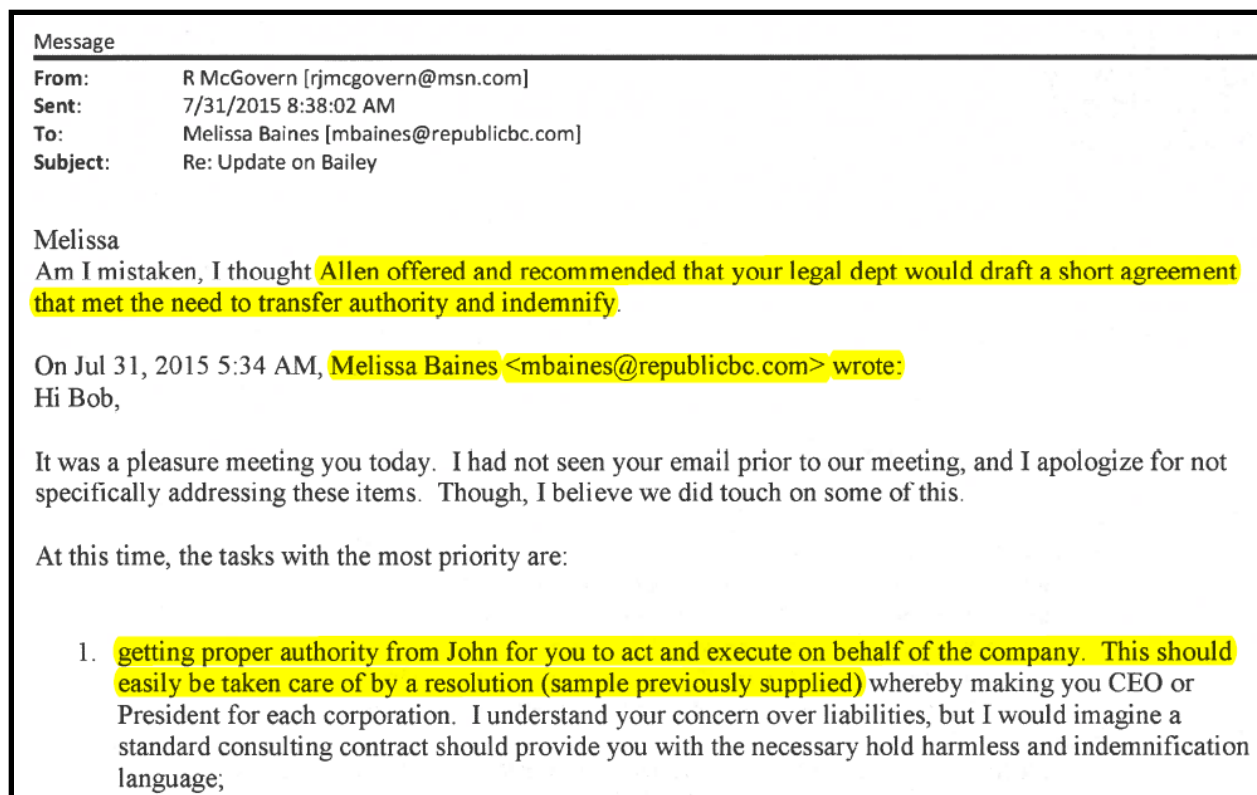 Message
From: R McGovern [rjmcgovern@msn.com]
Sent: 7/31/2015 8:38:02 AM
To: Melissa Baines [mbaines@republicbc.com]
Subject: Re: Update on Bailey
Melissa
Am I mistaken, I thought Allen offered and recommended that your legal dept would draft a short agreement
that met the need to transfer authority and indemnify.
On Jul 31, 2015 5:34 AM, Melissa Baines <mbaines@republicbc.com> wrote:
Hi Bob,
It was a pleasure meeting you today.  I had not seen your email prior to our meeting, and I apologize for not
specifically addressing these items.  Though, I believe we did touch on some of this.
At this time, the tasks with the most priority are:
1. getting proper authority from John for you to act and execute on behalf of the company.  This should
easily be taken care of by a resolution (sample previously supplied) whereby making you CEO or
President for each corporation.  I understand your concern over liabilities, but I would imagine a
standard consulting contract should provide you with the necessary hold harmless and indemnification
language;